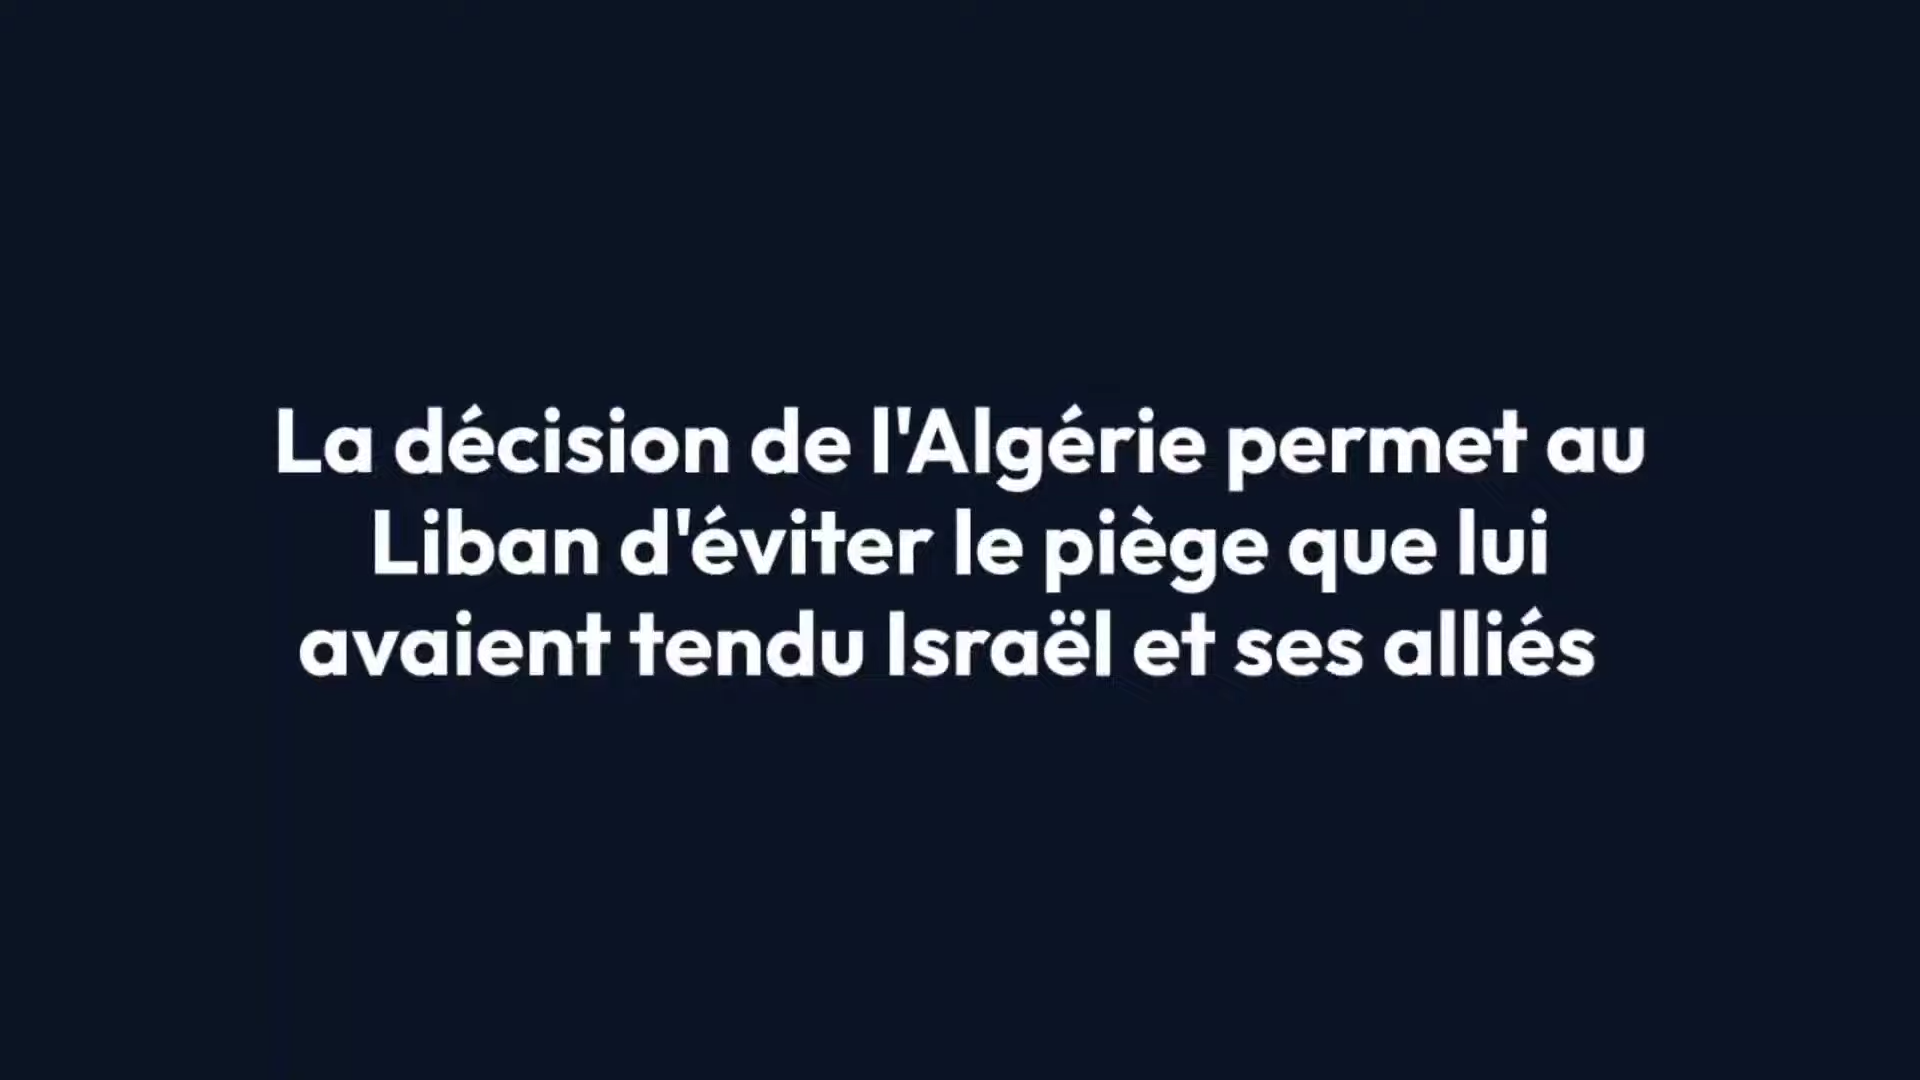 La décision de l'Algérie permet au
Liban d'éviter le piège que lui
avaient tendu Israël et ses alliés